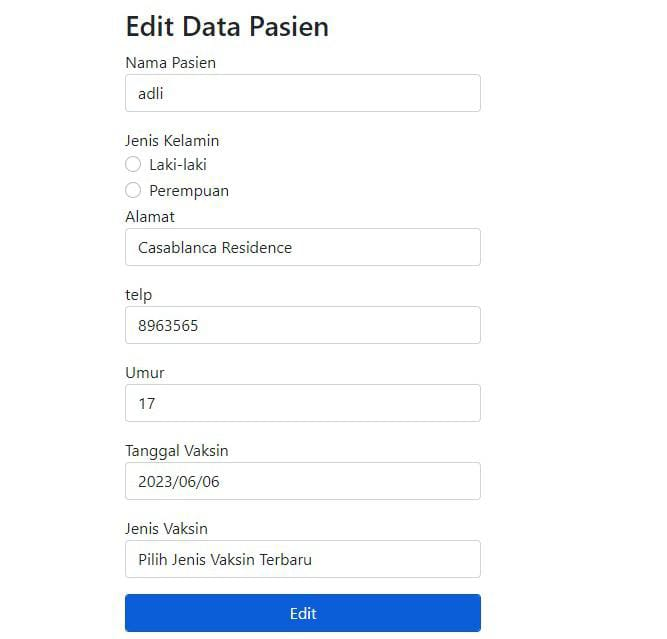 Edit Data Pasien
Nama Pasien
adli
Jenis Kelamin
Laki-laki
Perempuan
Alamat
Casablanca Residence
telp
8963565
Umur
17
Tanggal Vaksin
2023/06/06
Jenis Vaksin
Pilih Jenis Vaksin Terbaru
Edit